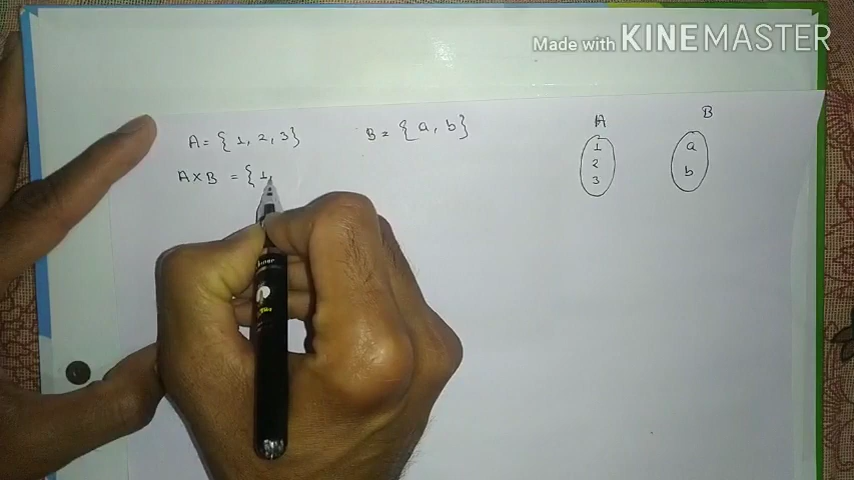 Made with KINEMASTER
A = {1, 2, 3} B = {a, b}
A×B = {1,
A B
1 a
2 b
3